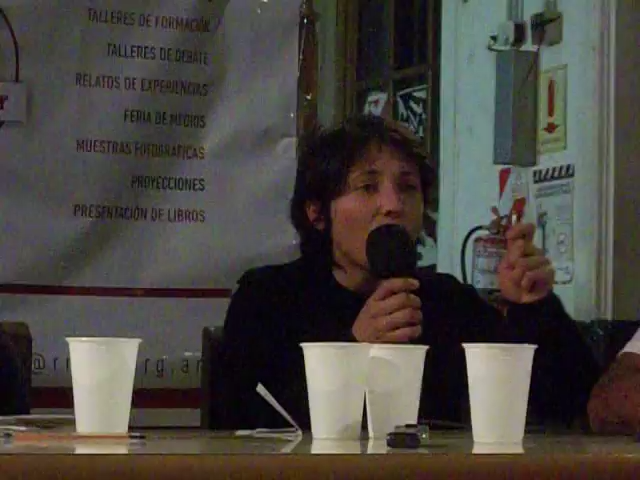 TALLERES DE FORMACIÓN
TALLERES DE DEBATE
RELATOS DE EXPERIENCIAS
FERIA DE MEDIOS
MUESTRAS FOTOGRÁFICAS
PROYECCIONES
PRESENTACIÓN DE LIBROS